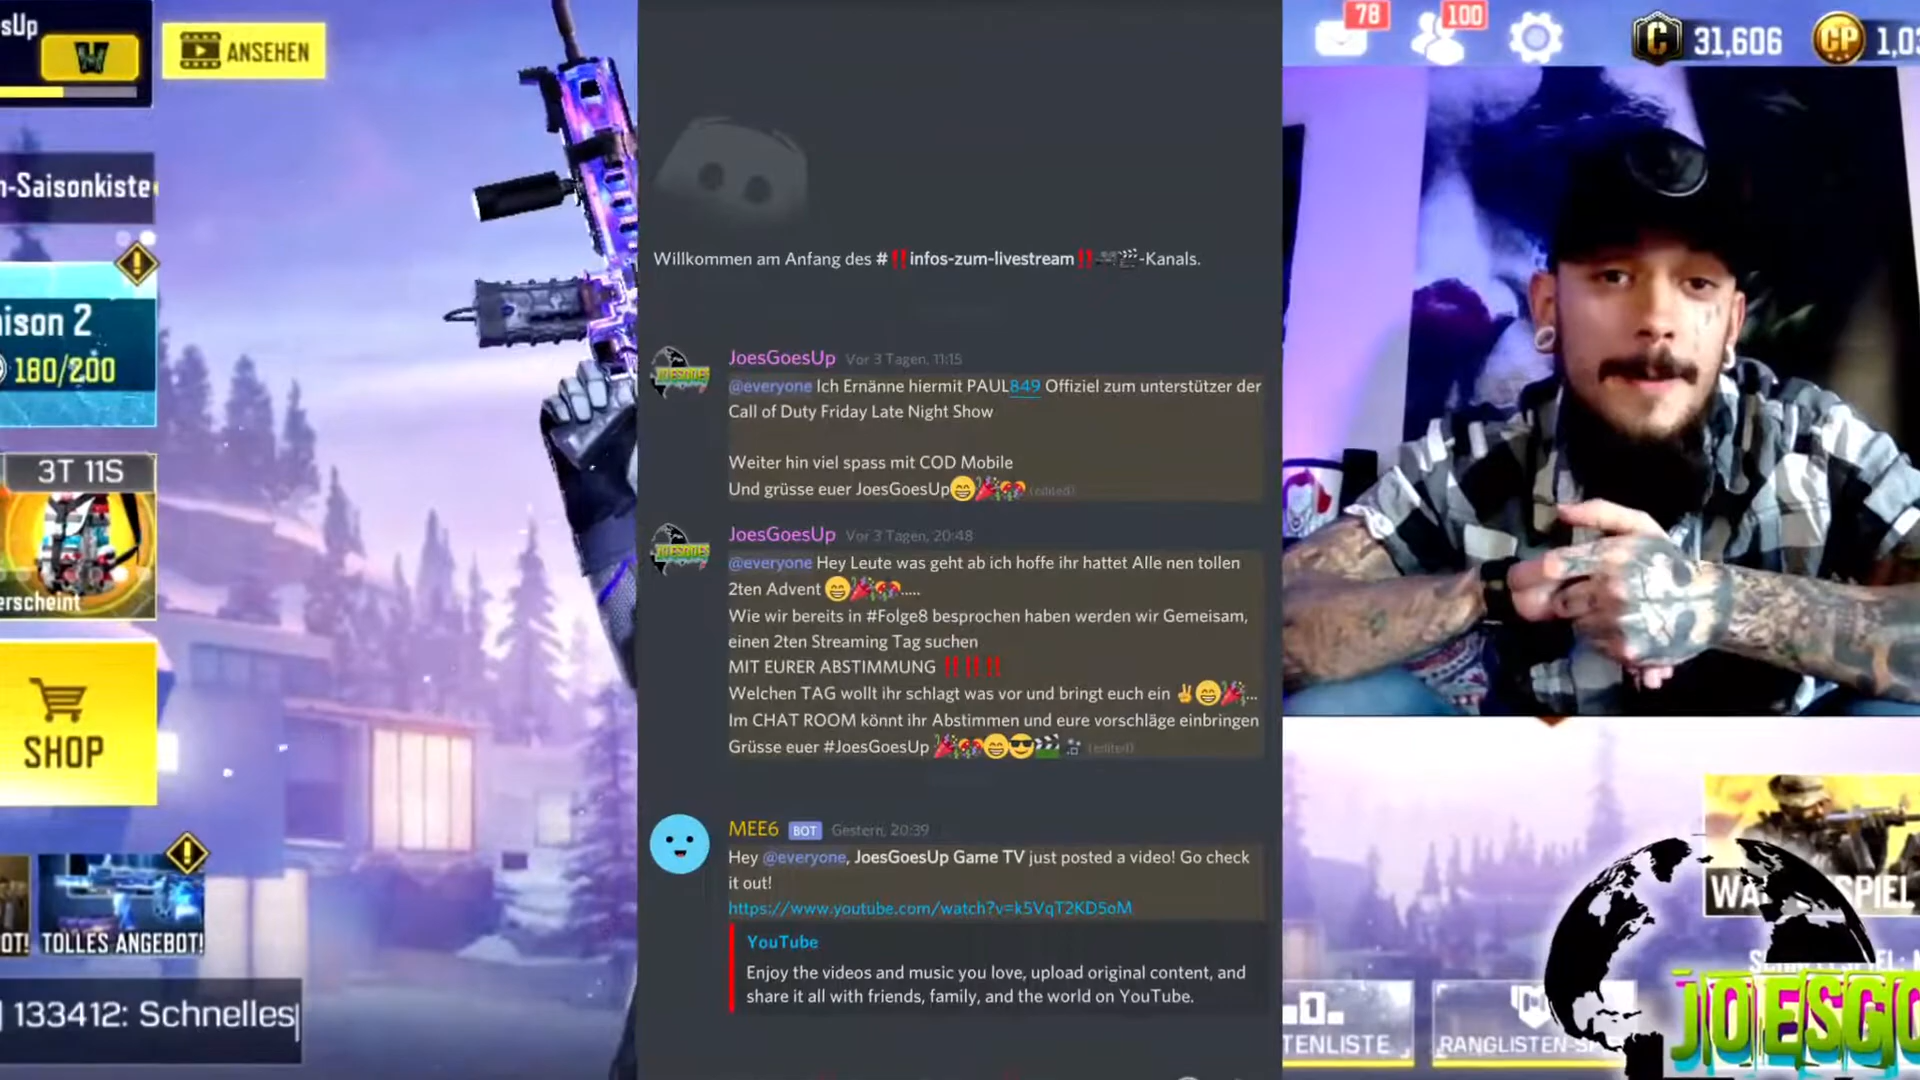 sUp
ANSEHEN
78
100
31,606
CP
n-Saisonkiste
ison 2
180/200
3T 11S
erscheint
SHOP
OT!
TOLLES ANGEBOT!
133412: Schnelles
Willkommen am Anfang des #‼infos-zum-livestream‼🎮🎬-Kanals.
JoesGoesUp Vor 3 Tagen, 11:15
@everyone Ich Ernänne hiermit PAUL849 Offiziel zum unterstützer der
Call of Duty Friday Late Night Show
Weiter hin viel spass mit COD Mobile
Und grüsse euer JoesGoesUp😁🎉🎊 (edited)
JoesGoesUp Vor 3 Tagen, 20:48
@everyone Hey Leute was geht ab ich hoffe ihr hattet Alle nen tollen
2ten Advent 😁🎉🎊.....
Wie wir bereits in #Folge8 besprochen haben werden wir Gemeisam,
einen 2ten Streaming Tag suchen
MIT EURER ABSTIMMUNG ‼‼‼
Welchen TAG wollt ihr schlagt was vor und bringt euch ein ✌😁🎉...
Im CHAT ROOM könnt ihr Abstimmen und eure vorschläge einbringen
Grüsse euer #JoesGoesUp 🎉🎊😁😎🎬 (edited)
MEE6 BOT Gestern, 20:39
Hey @everyone, JoesGoesUp Game TV just posted a video! Go check
it out!
https://www.youtube.com/watch?v=k5VqT2KD5oM
YouTube
Enjoy the videos and music you love, upload original content, and
share it all with friends, family, and the world on YouTube.
JOESGOES
JOESGOES
TENLISTE
RANGLISTEN-S
JOESGO